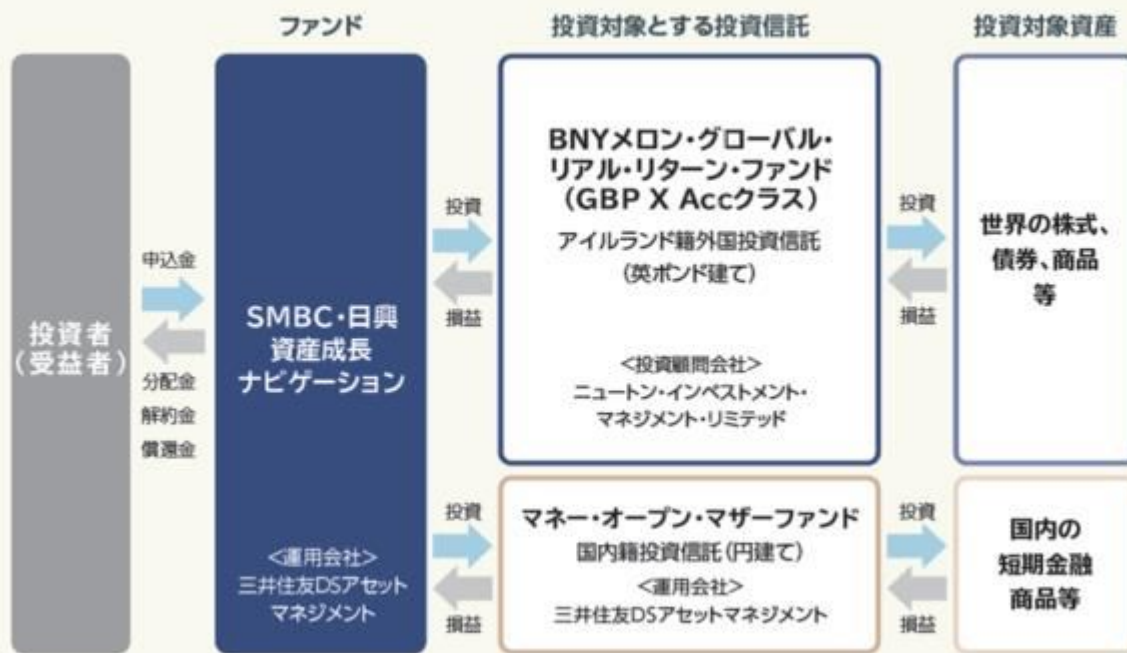 ファンド
投資対象とする投資信託
投資対象資産
投資者
(受益者)
申込金
分配金
解約金
償還金
SMBC・日興
資産成長
ナビゲーション
<運用会社>
三井住友DSアセット
マネジメント
投資
損益
BNYメロン・グローバル・
リアル・リターン・ファンド
(GBP X Accクラス)
アイルランド籍外国投資信託
(英ポンド建て)
<投資顧問会社>
ニュートン・インベストメント・
マネジメント・リミテッド
投資
損益
世界の株式、
債券、商品
等
投資
損益
マネー・オープン・マザーファンド
国内籍投資信託(円建て)
<運用会社>
三井住友DSアセットマネジメント
投資
損益
国内の
短期金融
商品等